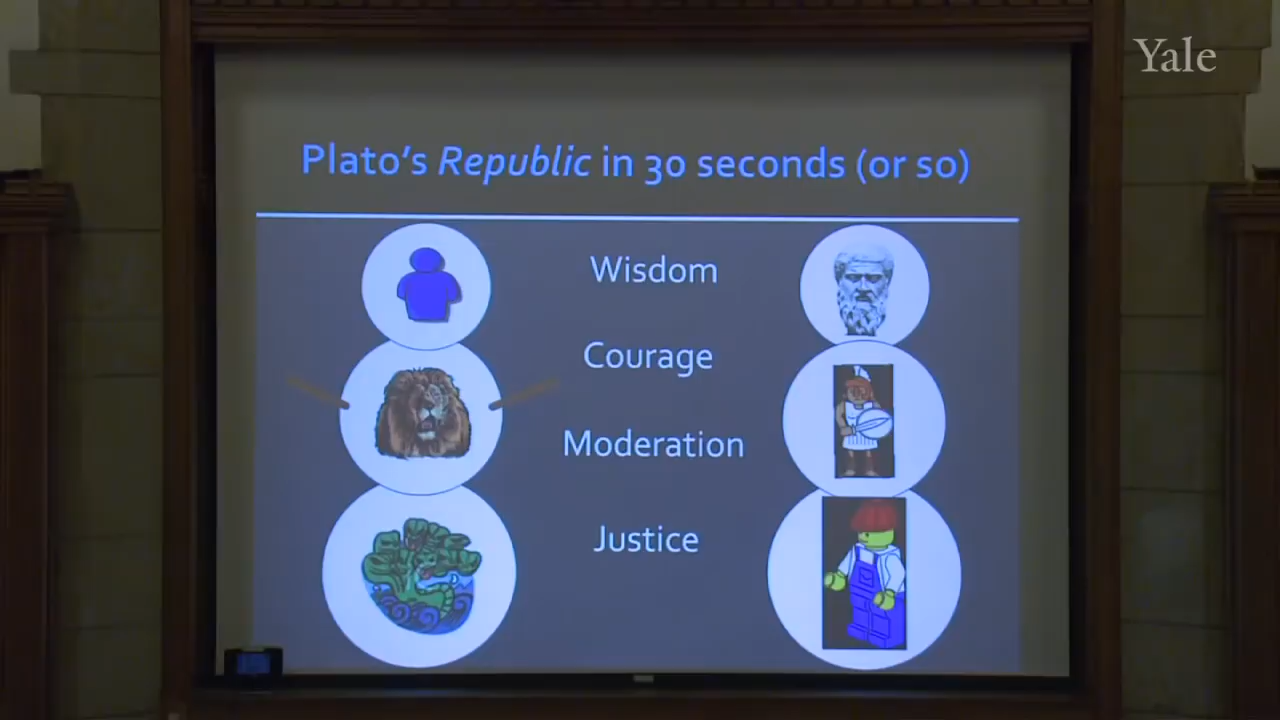 Yale
Plato's Republic in 30 seconds (or so)
Wisdom
Courage
Moderation
Justice